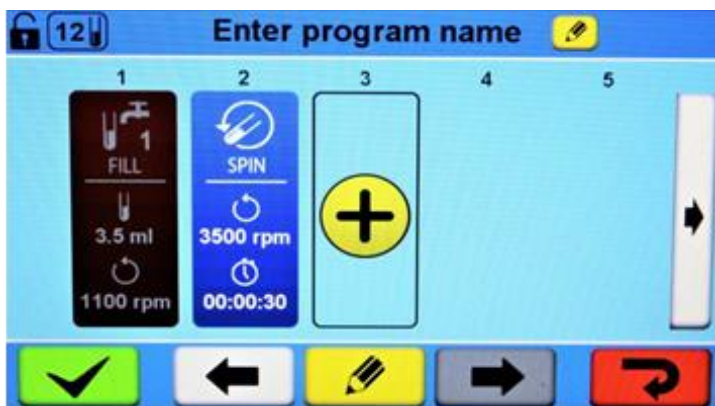 12 Enter program name
1 2 3 4 5
1
FILL SPIN
3.5 ml 3500 rpm
1100 rpm 00:00:30